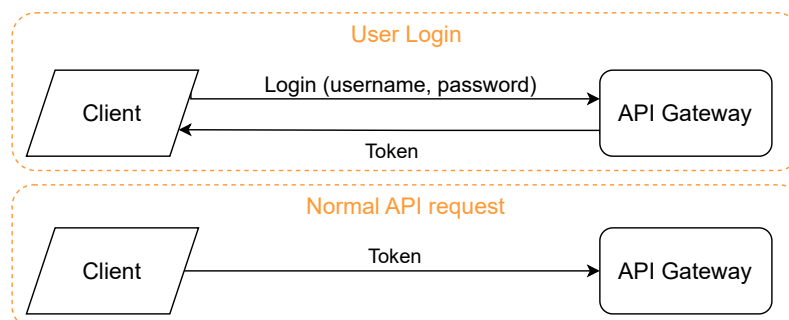 User Login
Client
Login (username, password)
API Gateway
Token
Normal API request
Client
Token
API Gateway